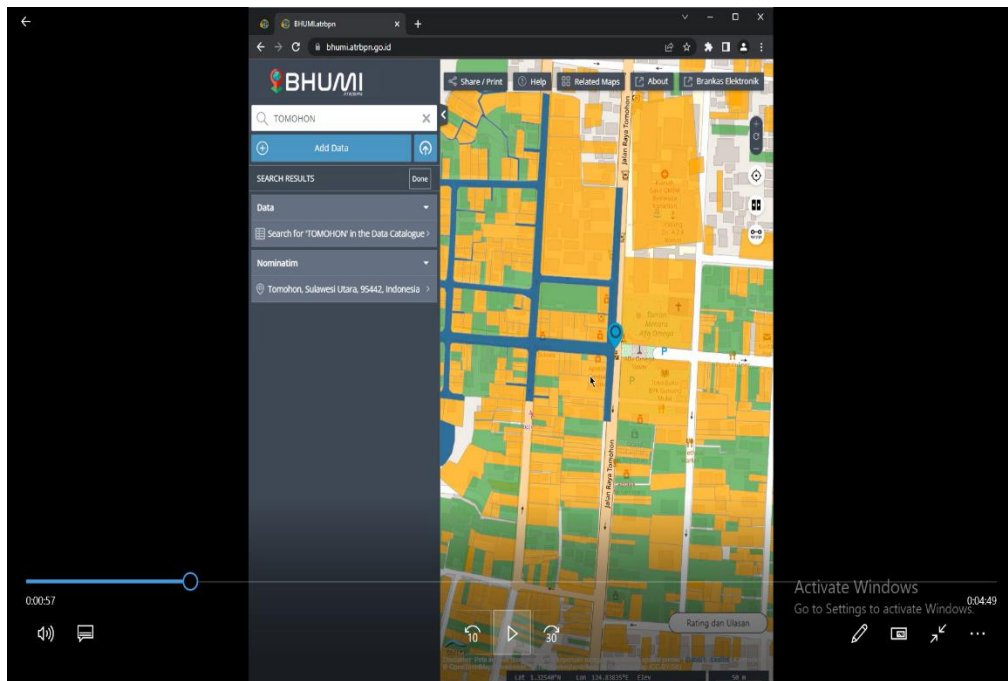 BHUMI.atrbpn
bhumi.atrbpn.go.id
BHUMI
ATRBPN
TOMOHON
Add Data
SEARCH RESULTS
Done
Data
Search for 'TOMOHON' in the Data Catalogue
Nominatim
Tomohon, Sulawesi Utara, 95442, Indonesia
Share / Print
Help
Related Maps
About
Brankas Elektronik
Jalan Raya Tomohon
P
P
Jalan Raya Tomohon
Rating dan Ulasan
50 m
0:00:57
10
30
Activate Windows
Go to Settings to activate Windows.
0:04:49